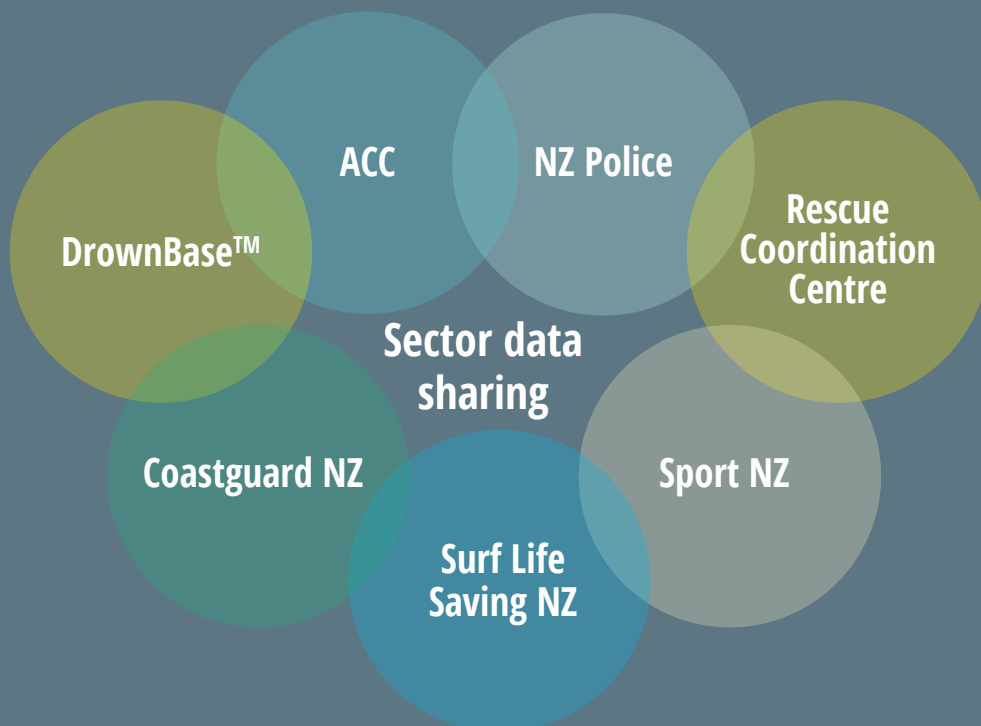 ACC
NZ Police
DrownBase™
Rescue
Coordination
Centre
Sector data
sharing
Coastguard NZ
Sport NZ
Surf Life
Saving NZ